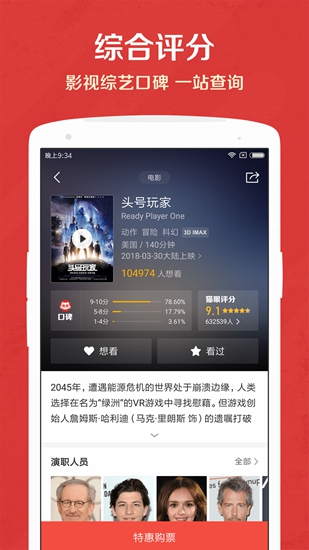 综合评分
影视综艺口碑 一站查询
晚上9:34
电影
头号玩家
Ready Player One
动作 冒险 科幻 3D IMAX
美国 / 140分钟
2018-03-30大陆上映 >
104974 人想看
头号玩家
口碑
9-10分 78.60%
5-8分 17.79%
1-4分 3.61%
猫眼评分
9.1
632539人 >
想看
看过
2045年,遭遇能源危机的世界处于崩溃边缘,人类
选择在名为“绿洲”的VR游戏中寻找慰藉。但游戏创
始人詹姆斯·哈利迪(马克·里朗斯 饰)的遗嘱打破
演职人员
全部 >
特惠购票